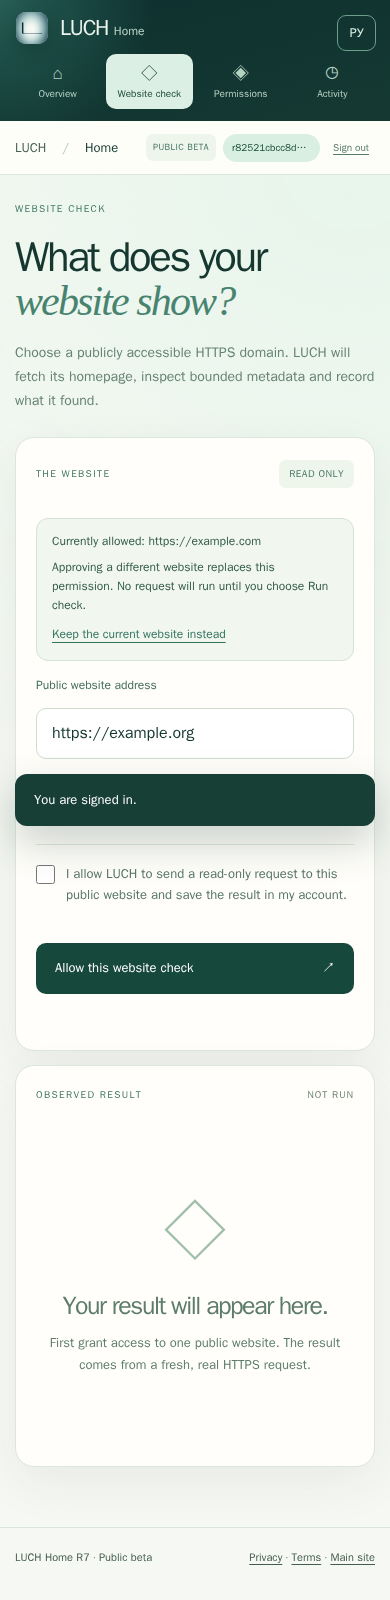 LUCH Home
РУ
Overview
Website check
Permissions
Activity
LUCH / Home
PUBLIC BETA
r82521cbcc8d···
Sign out
WEBSITE CHECK
What does your
website show?
Choose a publicly accessible HTTPS domain. LUCH will
fetch its homepage, inspect bounded metadata and record
what it found.
THE WEBSITE
READ ONLY
Currently allowed: https://example.com
Approving a different website replaces this
permission. No request will run until you choose Run
check.
Keep the current website instead
Public website address
https://example.org
You are signed in.
I allow LUCH to send a read-only request to this
public website and save the result in my account.
Allow this website check ↗
OBSERVED RESULT
NOT RUN
Your result will appear here.
First grant access to one public website. The result
comes from a fresh, real HTTPS request.
LUCH Home R7 · Public beta
Privacy · Terms · Main site